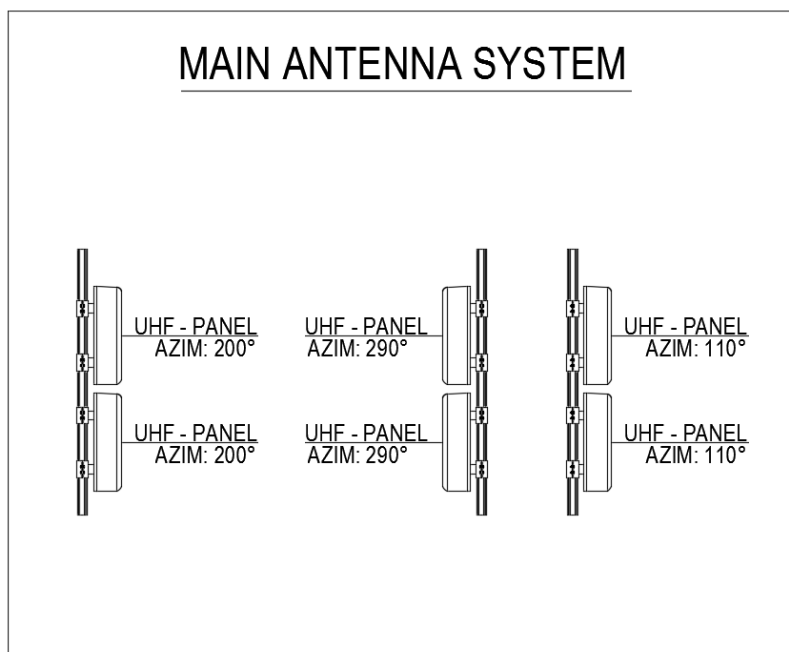 MAIN ANTENNA SYSTEM
UHF - PANEL
AZIM: 200°
UHF - PANEL
AZIM: 290°
UHF - PANEL
AZIM: 110°
UHF - PANEL
AZIM: 200°
UHF - PANEL
AZIM: 290°
UHF - PANEL
AZIM: 110°